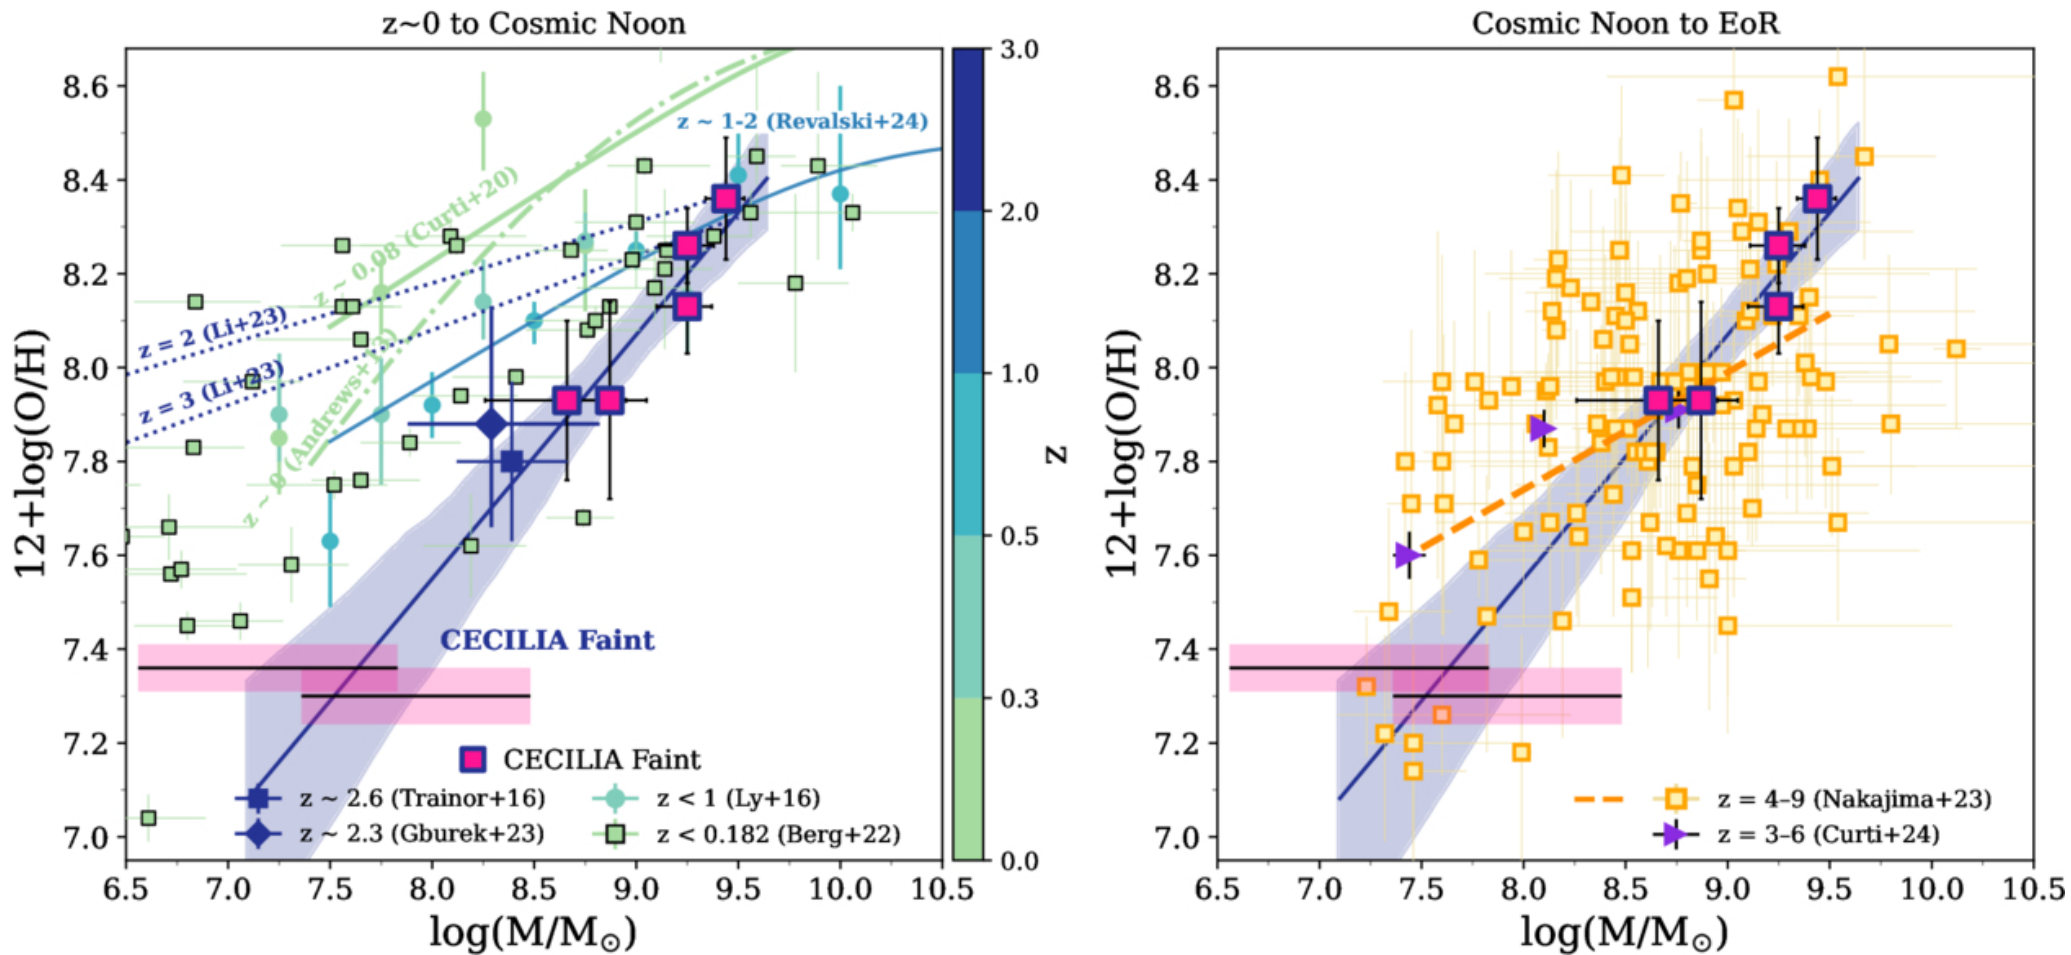 z~0 to Cosmic Noon
8.6
8.4
8.2
8.0
7.8
7.6
7.4
7.2
7.0
12+log(O/H)
z ~ 1-2 (Revalski+24)
z ~ 0.08 (Curti+20)
z = 2 (Li+23)
z = 3 (Li+23)
z ~ 0 (Andrews+13)
CECILIA Faint
CECILIA Faint
z ~ 2.6 (Trainor+16)
z < 1 (Ly+16)
z ~ 2.3 (Gburek+23)
z < 0.182 (Berg+22)
6.5 7.0 7.5 8.0 8.5 9.0 9.5 10.0 10.5
log(M/M⊙)
3.0
2.0
1.0
0.5
0.3
0.0
z
Cosmic Noon to EoR
8.6
8.4
8.2
8.0
7.8
7.6
7.4
7.2
7.0
12+log(O/H)
z = 4–9 (Nakajima+23)
z = 3–6 (Curti+24)
6.5 7.0 7.5 8.0 8.5 9.0 9.5 10.0 10.5
log(M/M⊙)